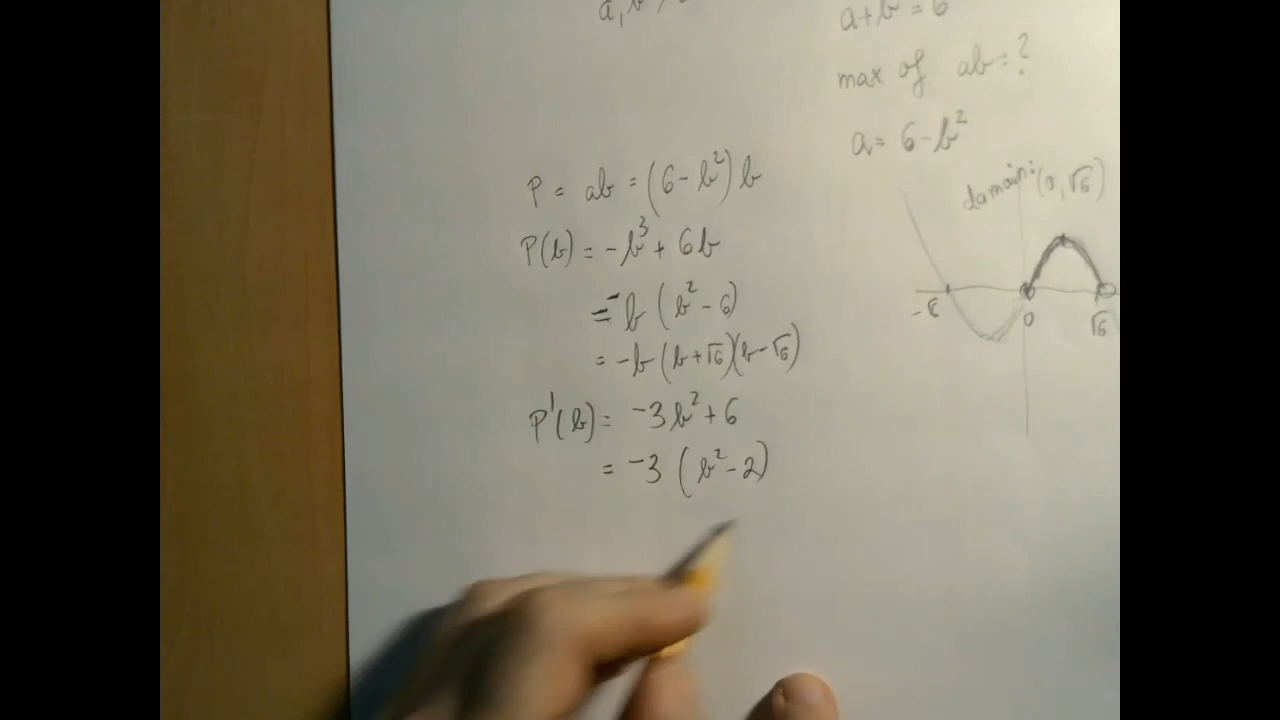 a,b
a+b²=6
max of ab=?
a=6-b²
domain:(0,√6)
P = ab = (6-b²)b
P(b) = -b³+6b
= -b(b²-6)
= -b(b+√6)(b-√6)
P'(b) = -3b²+6
= -3(b²-2)
0
√6